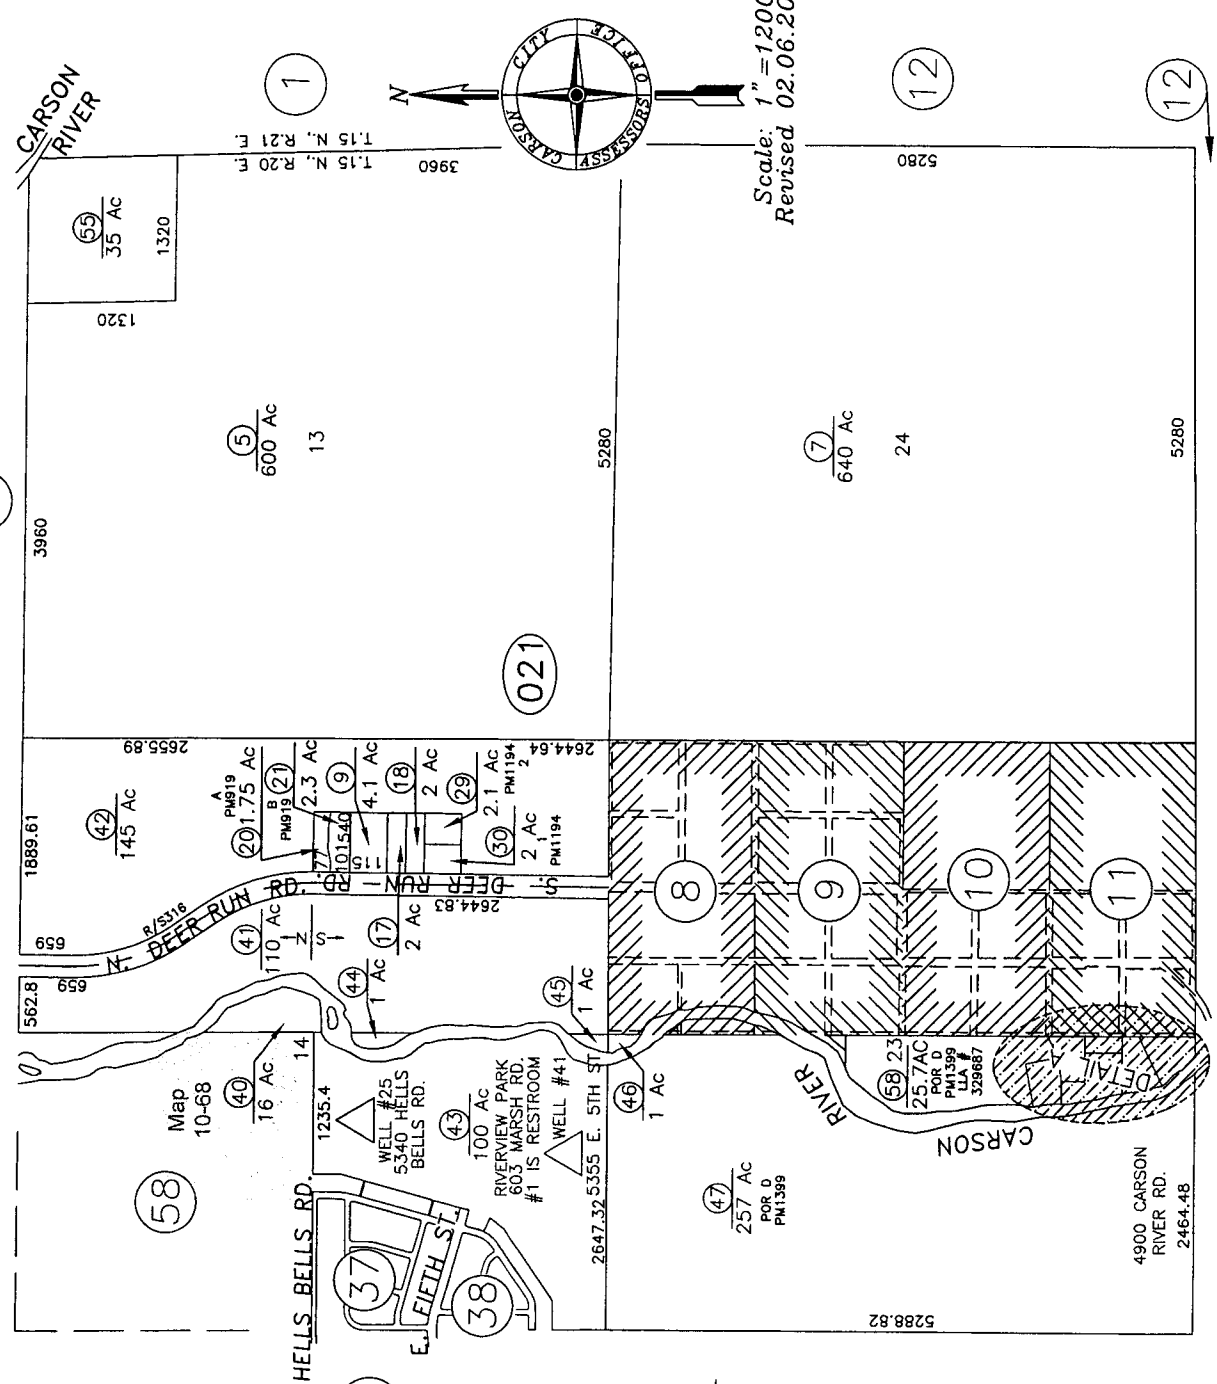 CARSON
RIVER
1
T.15 N., R.21 E.
T.15 N., R.20 E.
3960
N
CARSON CITY
ASSESSORS OFFICE
Scale: 1"=1200
Revised 02.06.20
12
12
5280
55
35 Ac
1320
1320
5
600 Ac
13
3960
5280
7
640 Ac
24
5280
021
1889.61
42
145 Ac
2655.89
A
PM919
20
1.75 Ac
B
PM919
21
2.3 Ac
9
4.1 Ac
18
2 Ac
29
2.1 Ac
PM1194
2
30
2 Ac
1
PM1194
2644.64
77
101540
115
N. DEER RUN RD.
R/S316
S. DEER RUN RD.
2644.83
659
659
562.8
41
110 Ac
S N
17
2 Ac
44
1 Ac
45
1 Ac
46
1 Ac
8
9
10
11
14
Map
10-68
40
16 Ac
1235.4
WELL #25
5340 HELLS
BELLS RD.
43
100 Ac
RIVERVIEW PARK
603 MARSH RD.
#1 IS RESTROOM
WELL #41
5355 E. 5TH ST
2647.32
58
HELLS BELLS RD.
37
E. FIFTH ST.
38
47
257 Ac
POR D
PM1399
CARSON RIVER
58
23
25.7AC
POR D
PM1399
LLA #
329687
DETAIL
4900 CARSON
RIVER RD.
2464.48
5288.82